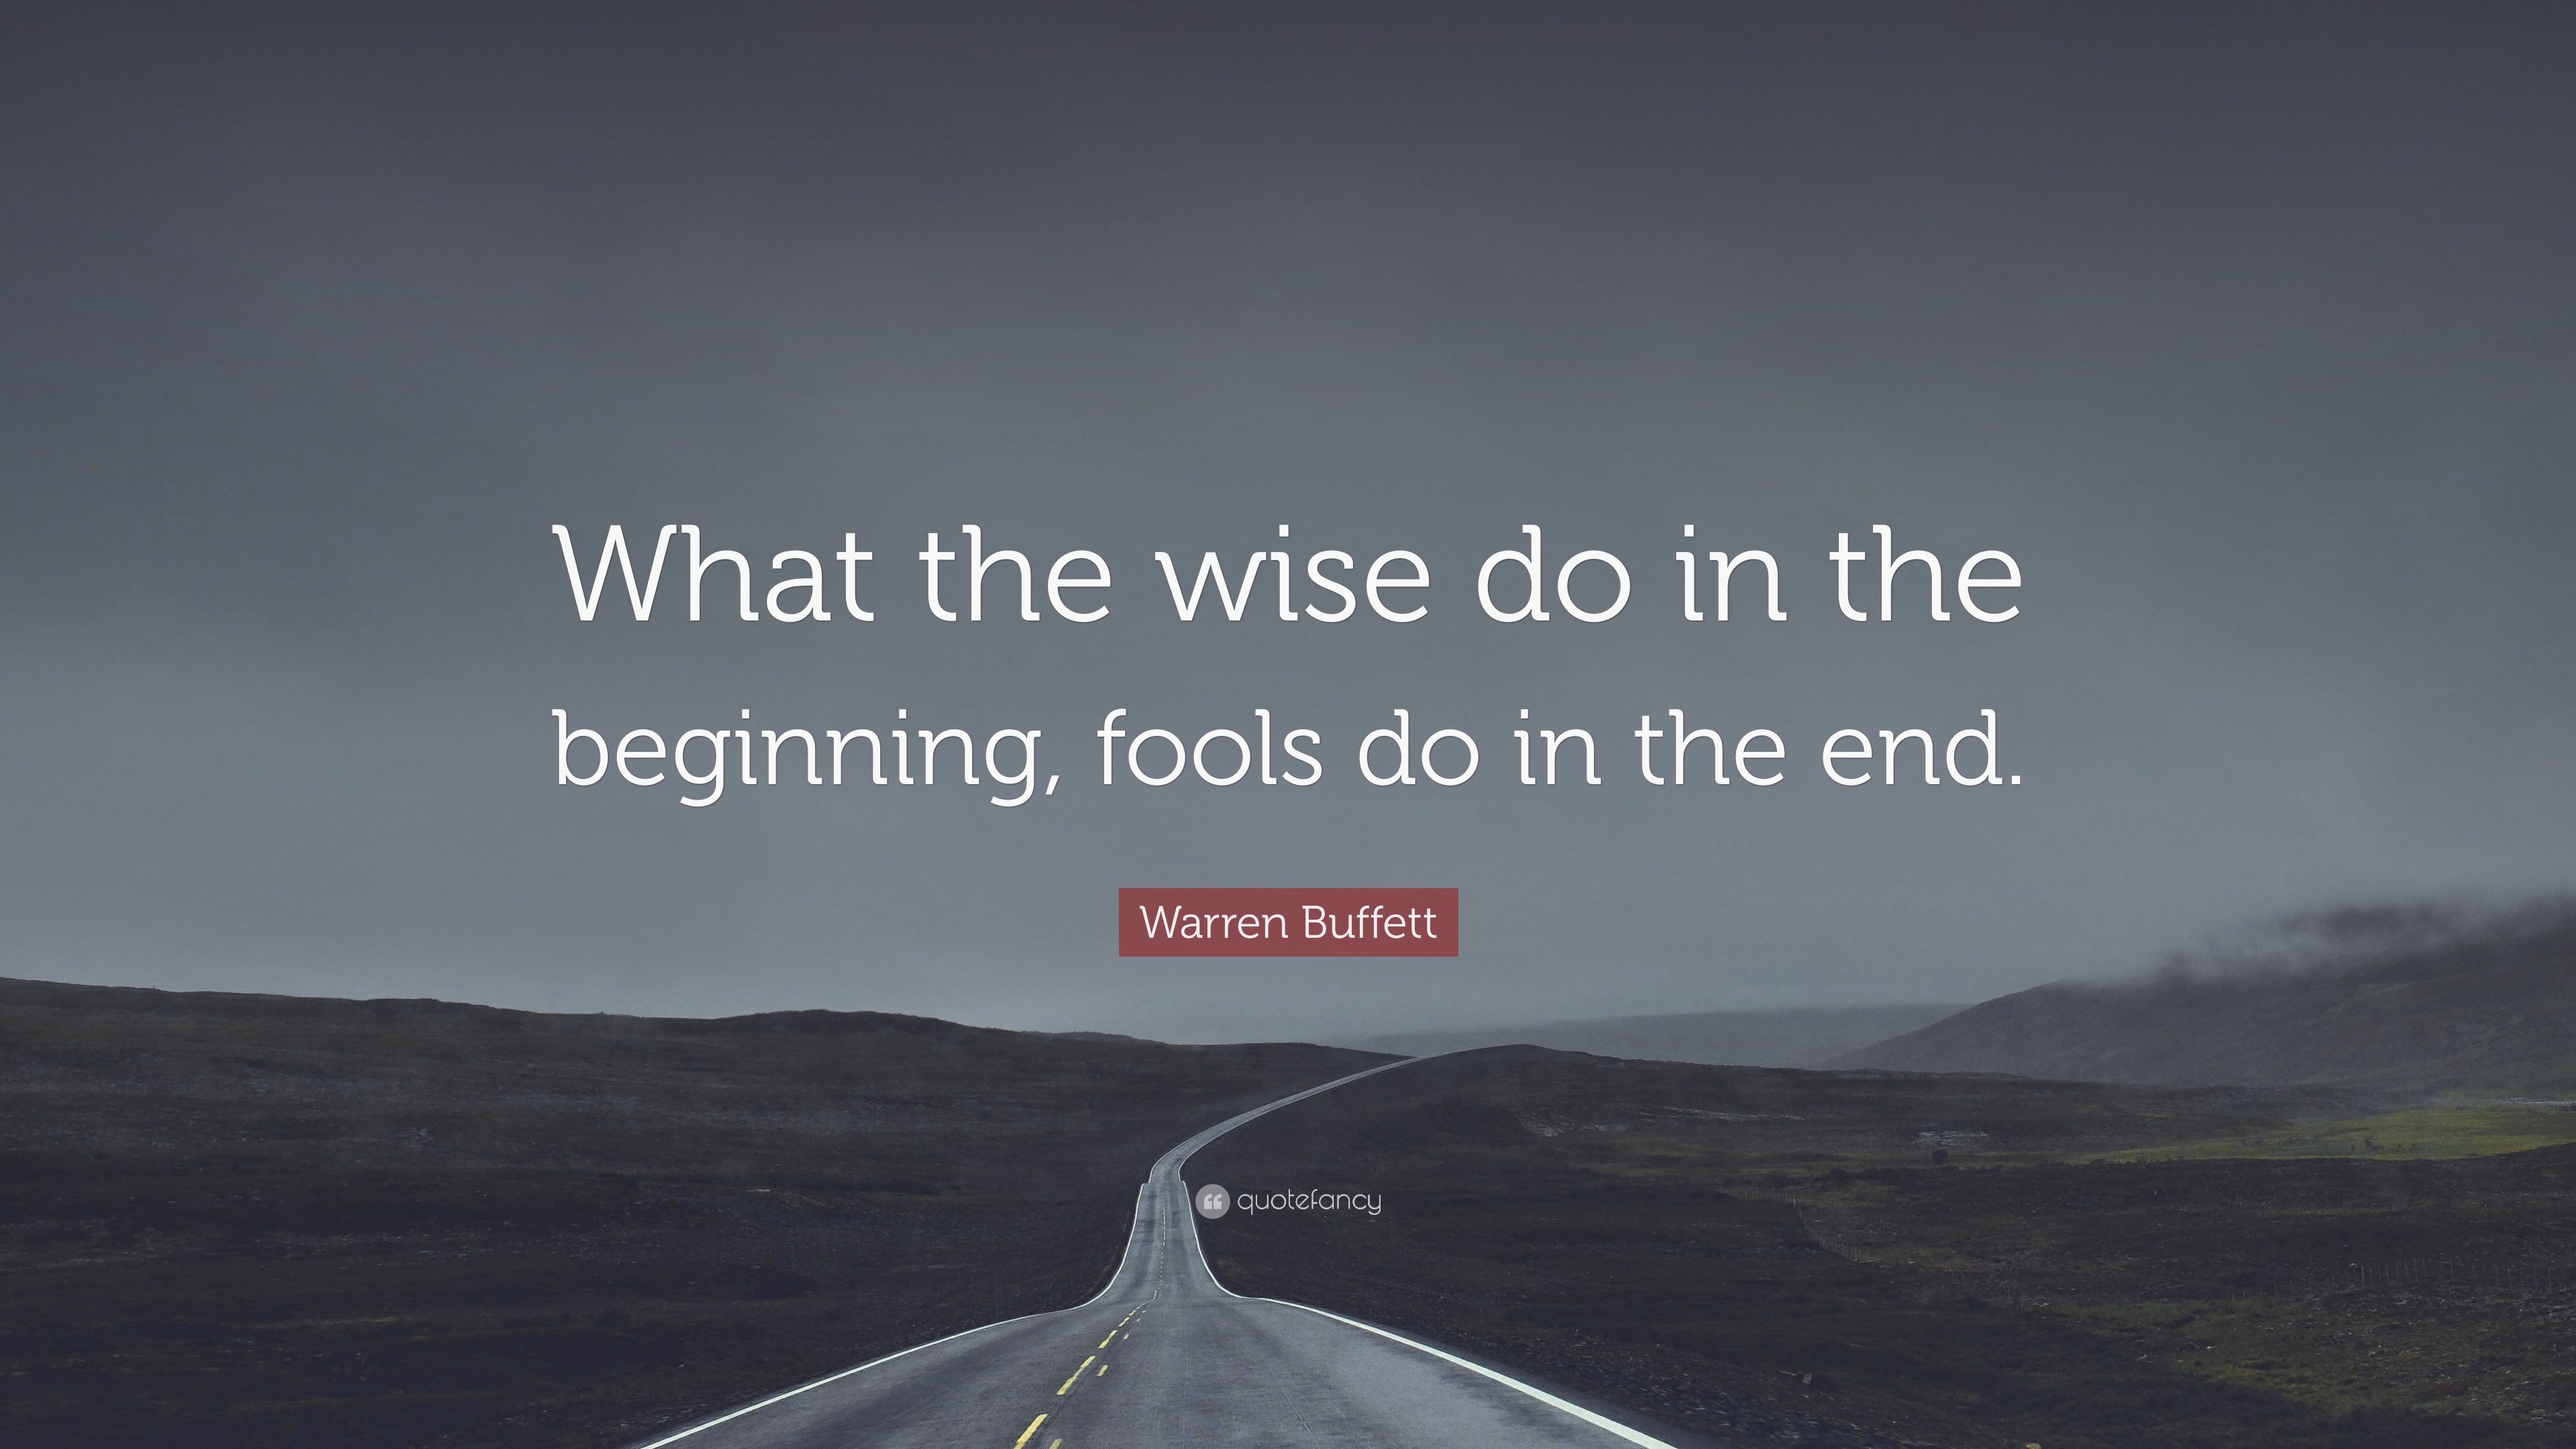 What the wise do in the
beginning, fools do in the end.
Warren Buffett
quotefancy